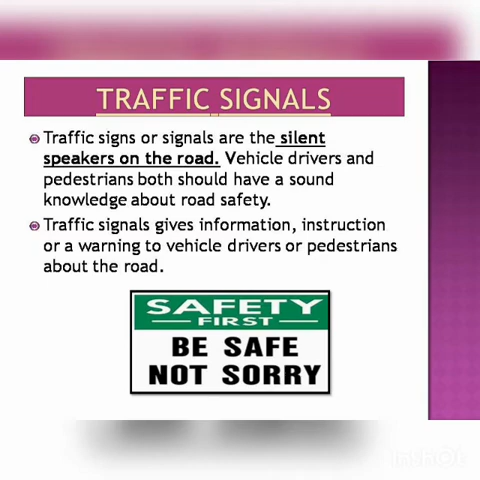 TRAFFIC SIGNALS
Traffic signs or signals are the silent
speakers on the road. Vehicle drivers and
pedestrians both should have a sound
knowledge about road safety.
Traffic signals gives information, instruction
or a warning to vehicle drivers or pedestrians
about the road.
SAFETY
FIRST
BE SAFE
NOT SORRY